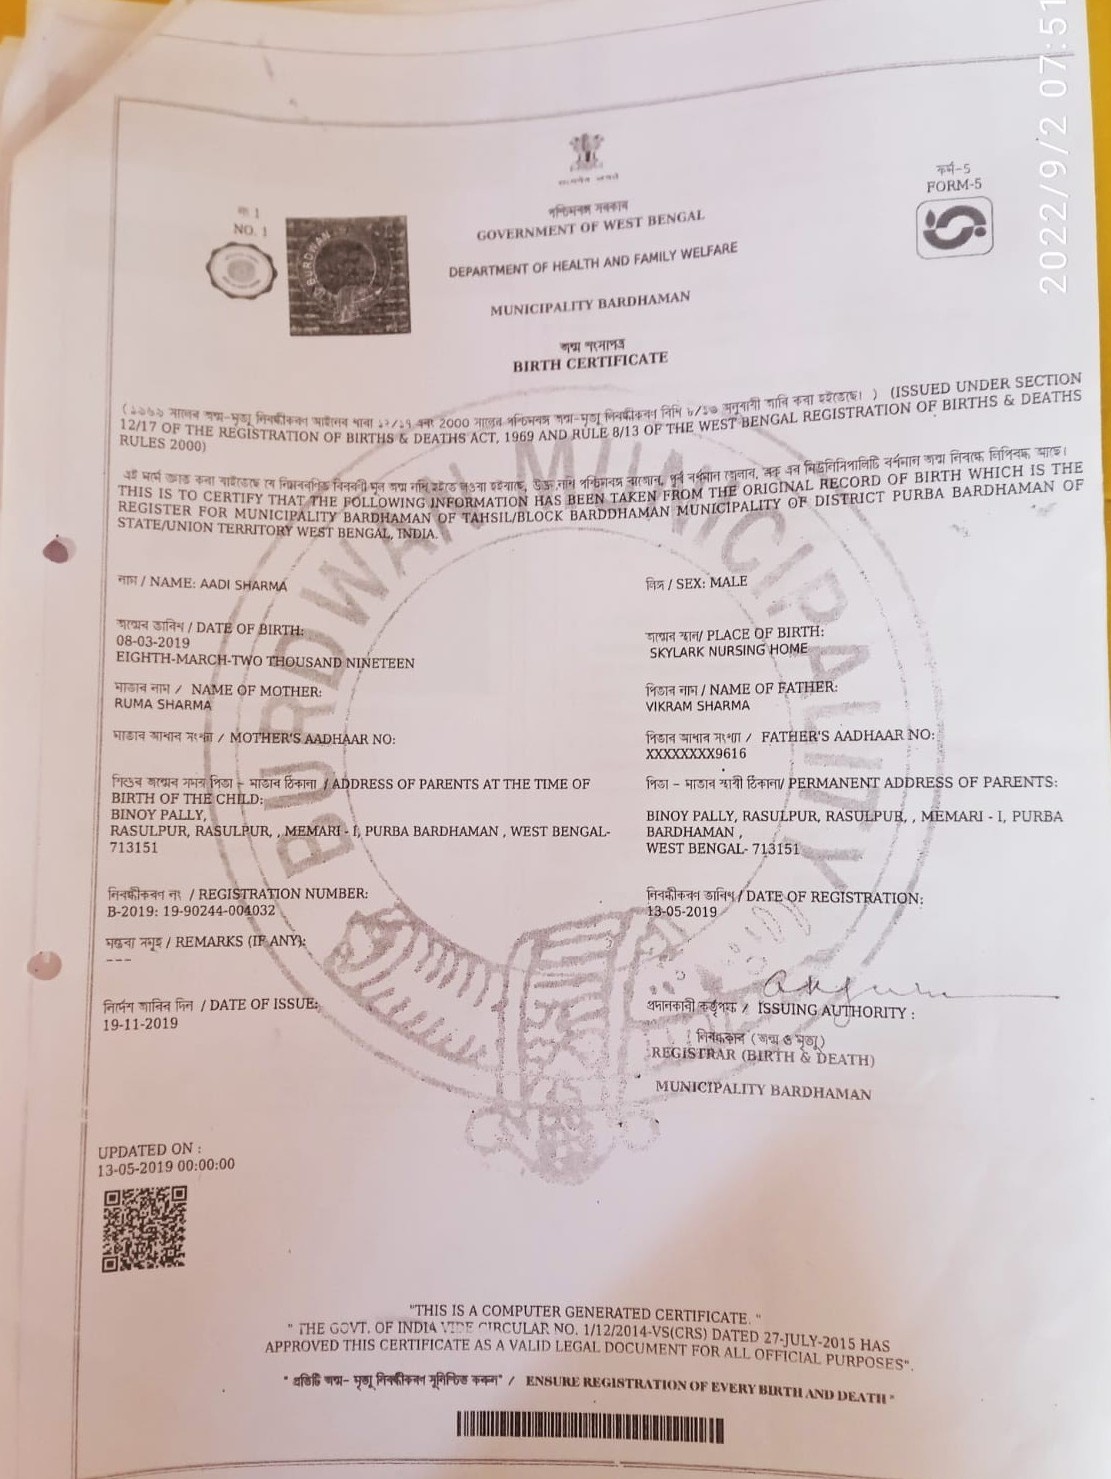 2022/9/2 07:51
ফর্ম-5
FORM-5
নং 1
NO. 1
BURDWAN
सत्यमेव जयते
পশ্চিমবঙ্গ সরকার
GOVERNMENT OF WEST BENGAL
DEPARTMENT OF HEALTH AND FAMILY WELFARE
MUNICIPALITY BARDHAMAN
জন্ম শংসাপত্র
BIRTH CERTIFICATE
(১৯৬৯ সালের জন্ম-মৃত্যু নিবন্ধীকরণ আইনের ধারা ১২/১৭ এবং 2000 সালের পশ্চিমবঙ্গ জন্ম-মৃত্যু নিবন্ধীকরণ বিধি ৮/১৩ অনুযায়ী জারি করা হইতেছে। ) (ISSUED UNDER SECTION
12/17 OF THE REGISTRATION OF BIRTHS & DEATHS ACT, 1969 AND RULE 8/13 OF THE WEST BENGAL REGISTRATION OF BIRTHS & DEATHS
RULES 2000)
এই মর্মে জ্ঞাত করা যাইতেছে যে নিম্নবর্ণিত বিবরণী মূল জন্ম নথি হইতে লওয়া হইয়াছে, উক্ত নথি পশ্চিমবঙ্গ রাজ্যের, পূর্ব বর্ধমান জেলার, এর মিউনিসিপালিটি বর্ধমান জন্ম নিবন্ধে লিপিবদ্ধ আছে।
THIS IS TO CERTIFY THAT THE FOLLOWING INFORMATION HAS BEEN TAKEN FROM THE ORIGINAL RECORD OF BIRTH WHICH IS THE
REGISTER FOR MUNICIPALITY BARDHAMAN OF TAHSIL/BLOCK BARDDHAMAN MUNICIPALITY OF DISTRICT PURBA BARDHAMAN OF
STATE/UNION TERRITORY WEST BENGAL, INDIA.
BURDWAN MUNICIPALITY
নাম / NAME: AADI SHARMA
লিঙ্গ / SEX: MALE
জন্মের তারিখ / DATE OF BIRTH:
08-03-2019
EIGHTH-MARCH-TWO THOUSAND NINETEEN
জন্মের স্থান/ PLACE OF BIRTH:
SKYLARK NURSING HOME
মাতার নাম / NAME OF MOTHER:
RUMA SHARMA
পিতার নাম / NAME OF FATHER:
VIKRAM SHARMA
মাতার আধার সংখ্যা / MOTHER'S AADHAAR NO:
পিতার আধার সংখ্যা / FATHER'S AADHAAR NO:
XXXXXXXX9616
শিশুর জন্মের সময় পিতা - মাতার ঠিকানা / ADDRESS OF PARENTS AT THE TIME OF
BIRTH OF THE CHILD:
BINOY PALLY,
RASULPUR, RASULPUR, , MEMARI - I, PURBA BARDHAMAN , WEST BENGAL-
713151
পিতা - মাতার স্থায়ী ঠিকানা/ PERMANENT ADDRESS OF PARENTS:
BINOY PALLY, RASULPUR, RASULPUR, , MEMARI - I, PURBA
BARDHAMAN ,
WEST BENGAL- 713151
নিবন্ধীকরণ নং / REGISTRATION NUMBER:
B-2019: 19-90244-004032
নিবন্ধীকরণ তারিখ / DATE OF REGISTRATION:
13-05-2019
মন্তব্য সমূহ / REMARKS (IF ANY):
---
নির্দেশ জারির দিন / DATE OF ISSUE:
19-11-2019
প্রদানকারী কর্তৃপক্ষ / ISSUING AUTHORITY :
নিবন্ধকার (জন্ম ও মৃত্যু)
REGISTRAR (BIRTH & DEATH)
MUNICIPALITY BARDHAMAN
UPDATED ON :
13-05-2019 00:00:00
"THIS IS A COMPUTER GENERATED CERTIFICATE. "
" THE GOVT. OF INDIA VIDE CIRCULAR NO. 1/12/2014-VS(CRS) DATED 27-JULY-2015 HAS
APPROVED THIS CERTIFICATE AS A VALID LEGAL DOCUMENT FOR ALL OFFICIAL PURPOSES".
" প্রতিটি জন্ম- মৃত্যু নিবন্ধীকরণ সুনিশ্চিত করুন" / ENSURE REGISTRATION OF EVERY BIRTH AND DEATH "